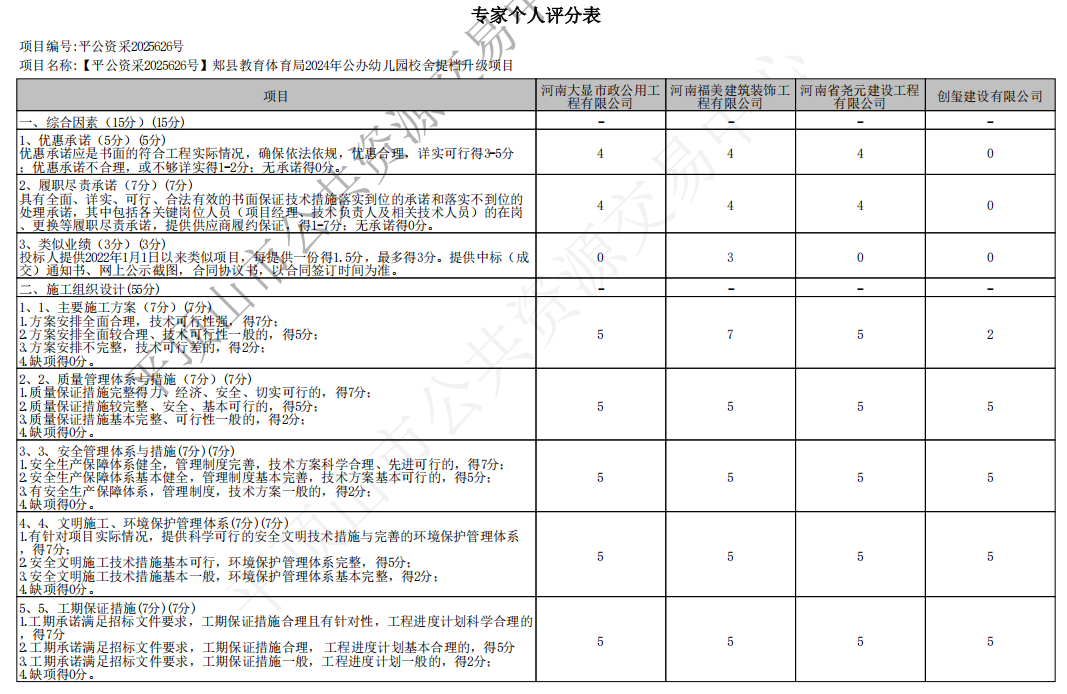 专家个人评分表
项目编号:平公资采2025626号
项目名称:【平公资采2025626号】郏县教育体育局2024年公办幼儿园校舍提档升级项目
项目
河南大显市政公用工
程有限公司
河南福美建筑装饰工
程有限公司
河南省尧元建设工程
有限公司
创玺建设有限公司
一、综合因素（15分）(15分)
- - - -
1、优惠承诺（5分）(5分)
优惠承诺应是书面的符合工程实际情况，确保依法依规，优惠合理，详实可行得3-5分
；优惠承诺不合理，或不够详实得1-2分；无承诺得0分。
4 4 4 0
2、履职尽责承诺（7分）(7分)
具有全面、详实、可行、合法有效的书面保证技术措施落实到位的承诺和落实不到位的
处理承诺，其中包括各关键岗位人员（项目经理、技术负责人及相关技术人员）的在岗
、更换等履职尽责承诺，提供供应商履约保证，得1-7分；无承诺得0分。
4 4 4 0
3、类似业绩（3分）(3分)
投标人提供2022年1月1日以来类似项目，每提供一份得1.5分，最多得3分。提供中标（成
交）通知书、网上公示截图，合同协议书，以合同签订时间为准。
0 3 0 0
二、施工组织设计(55分)
- - - -
1、1、主要施工方案（7分）(7分)
1.方案安排全面合理，技术可行性强，得7分；
2.方案安排全面较合理、技术可行性一般的，得5分；
3.方案安排不完整，技术可行差的，得2分；
4.缺项得0分。
5 7 5 2
2、2、质量管理体系与措施（7分）(7分)
1.质量保证措施完整得力、经济、安全、切实可行的，得7分；
2.质量保证措施较完整、安全、基本可行的，得5分；
3.质量保证措施基本完整、可行性一般的，得2分；
4.缺项得0分。
5 5 5 5
3、3、安全管理体系与措施(7分)(7分)
1.安全生产保障体系健全，管理制度完善，技术方案科学合理、先进可行的，得7分；
2.安全生产保障体系基本健全，管理制度基本完善，技术方案基本可行的，得5分；
3.有安全生产保障体系，管理制度，技术方案一般的，得2分；
4.缺项得0分。
5 5 5 5
4、4、文明施工、环境保护管理体系(7分)(7分)
1.有针对项目实际情况，提供科学可行的安全文明技术措施与完善的环境保护管理体系
，得7分；
2.安全文明施工技术措施基本可行，环境保护管理体系完整，得5分；
3.安全文明施工技术措施基本一般，环境保护管理体系基本完整，得2分；
4.缺项得0分。
5 5 5 5
5、5、工期保证措施(7分)(7分)
1.工期承诺满足招标文件要求，工期保证措施合理且有针对性，工程进度计划科学合理的
，得7分
2.工期承诺满足招标文件要求，工期保证措施合理， 工程进度计划基本合理的，得5分
3.工期承诺满足招标文件要求，工期保证措施一般，工程进度计划一般的，得2分；
4.缺项得0分。
5 5 5 5
平顶山市公共资源交易中
平顶山市公共资源交易中心